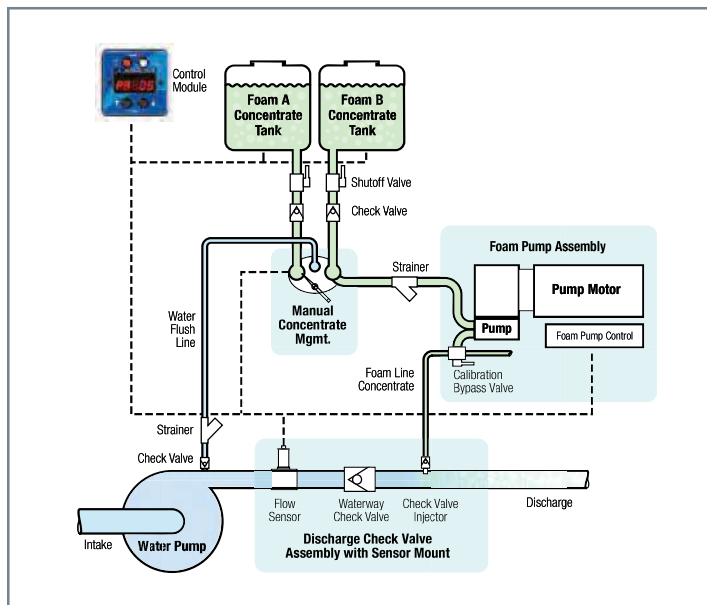 Control
Module
Foam A
Concentrate
Tank
Foam B
Concentrate
Tank
Shutoff Valve
Check Valve
Foam Pump Assembly
Strainer
Pump Motor
Pump
Foam Pump Control
Manual
Concentrate
Mgmt.
Water
Flush
Line
Foam Line
Concentrate
Calibration
Bypass Valve
Strainer
Check Valve
Flow
Sensor
Waterway
Check Valve
Check Valve
Injector
Discharge
Intake
Water Pump
Discharge Check Valve
Assembly with Sensor Mount